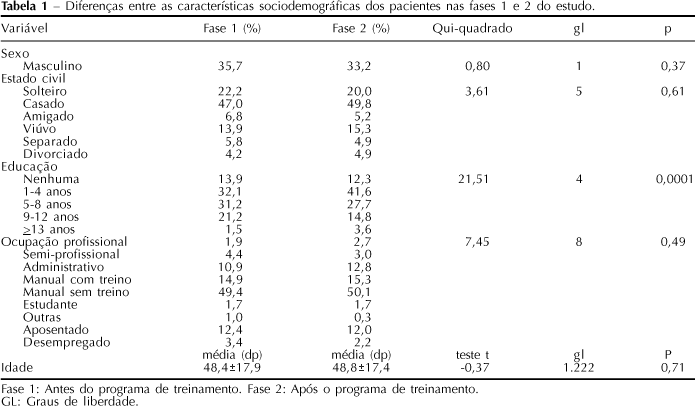 Tabela 1 – Diferenças entre as características sociodemográficas dos pacientes nas fases 1 e 2 do estudo.
Variável Fase 1 (%) Fase 2 (%) Qui-quadrado gl p
Sexo
Masculino 35,7 33,2 0,80 1 0,37
Estado civil
Solteiro 22,2 20,0 3,61 5 0,61
Casado 47,0 49,8
Amigado 6,8 5,2
Viúvo 13,9 15,3
Separado 5,8 4,9
Divorciado 4,2 4,9
Educação
Nenhuma 13,9 12,3 21,51 4 0,0001
1-4 anos 32,1 41,6
5-8 anos 31,2 27,7
9-12 anos 21,2 14,8
≥13 anos 1,5 3,6
Ocupação profissional 1,9 2,7 7,45 8 0,49
Semi-profissional 4,4 3,0
Administrativo 10,9 12,8
Manual com treino 14,9 15,3
Manual sem treino 49,4 50,1
Estudante 1,7 1,7
Outras 1,0 0,3
Aposentado 12,4 12,0
Desempregado 3,4 2,2
média (dp) média (dp) teste t gl P
Idade 48,4±17,9 48,8±17,4 -0,37 1.222 0,71
Fase 1: Antes do programa de treinamento. Fase 2: Após o programa de treinamento.
GL: Graus de liberdade.